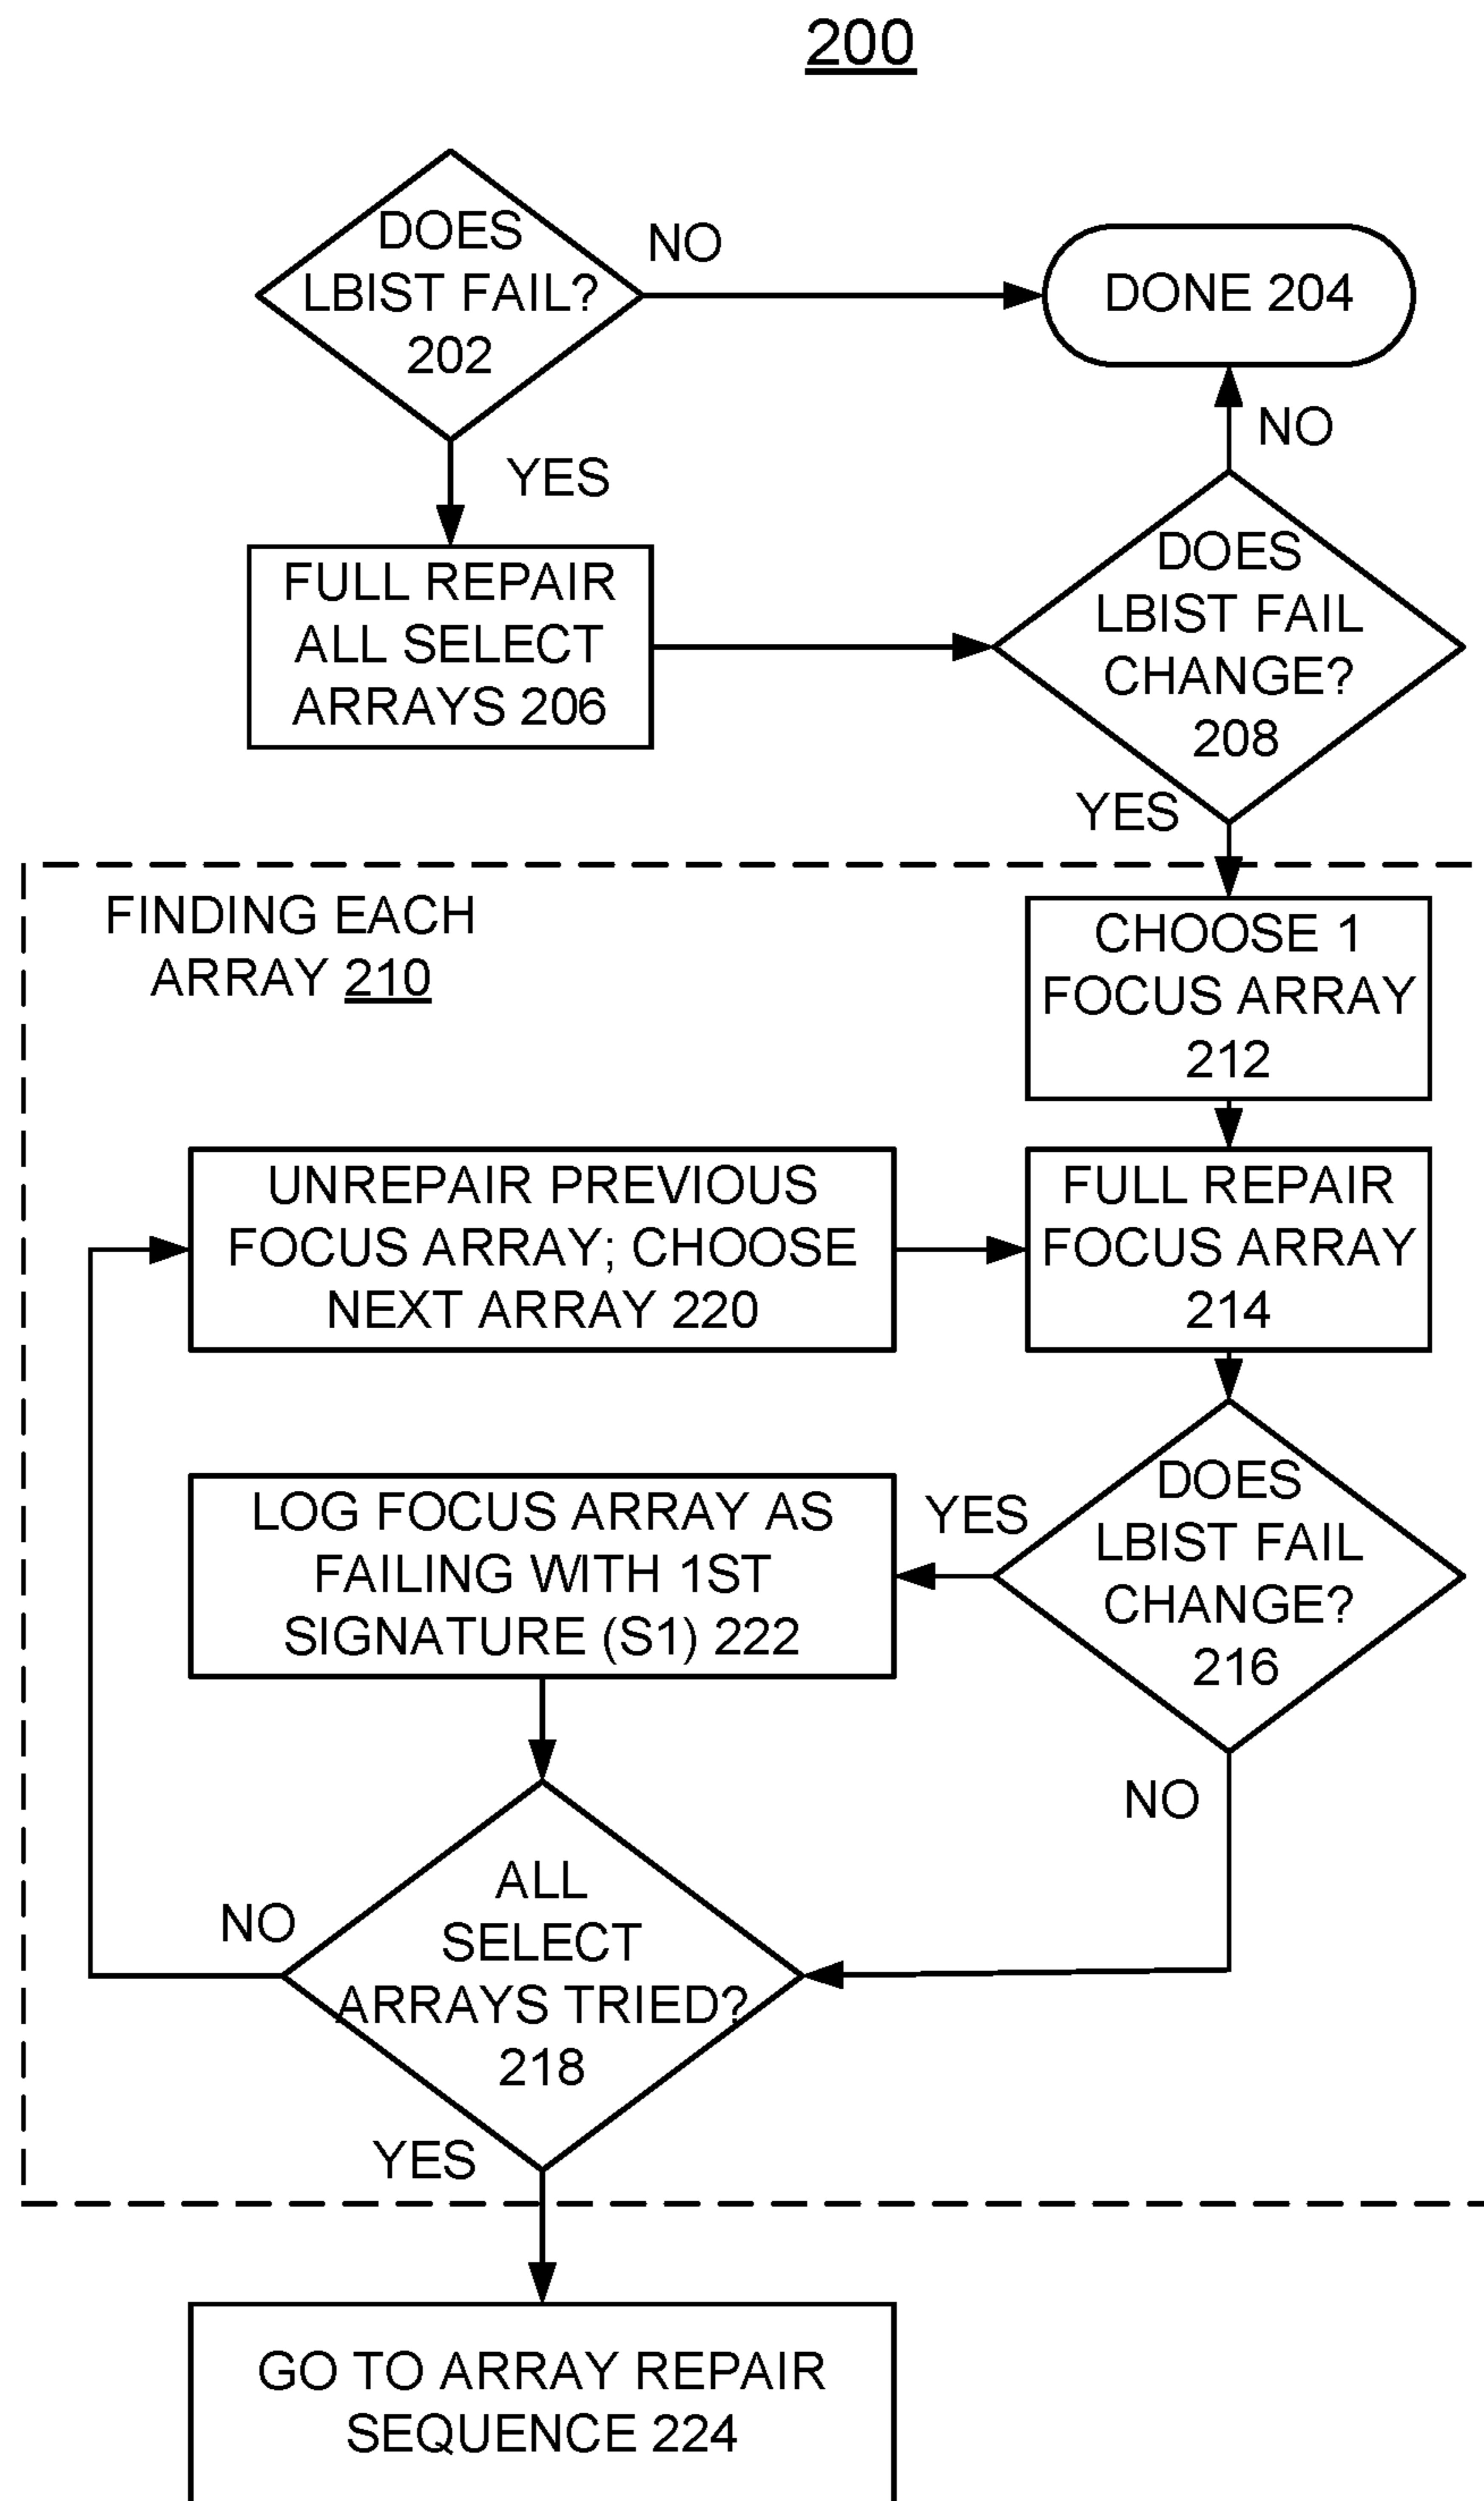 200
DOES
LBIST FAIL?
202
NO
DONE 204
YES
NO
FULL REPAIR
ALL SELECT
ARRAYS 206
DOES
LBIST FAIL
CHANGE?
208
YES
FINDING EACH
ARRAY 210
CHOOSE 1
FOCUS ARRAY
212
UNREPAIR PREVIOUS
FOCUS ARRAY; CHOOSE
NEXT ARRAY 220
FULL REPAIR
FOCUS ARRAY
214
LOG FOCUS ARRAY AS
FAILING WITH 1ST
SIGNATURE (S1) 222
YES
DOES
LBIST FAIL
CHANGE?
216
NO
NO
ALL
SELECT
ARRAYS TRIED?
218
YES
GO TO ARRAY REPAIR
SEQUENCE 224